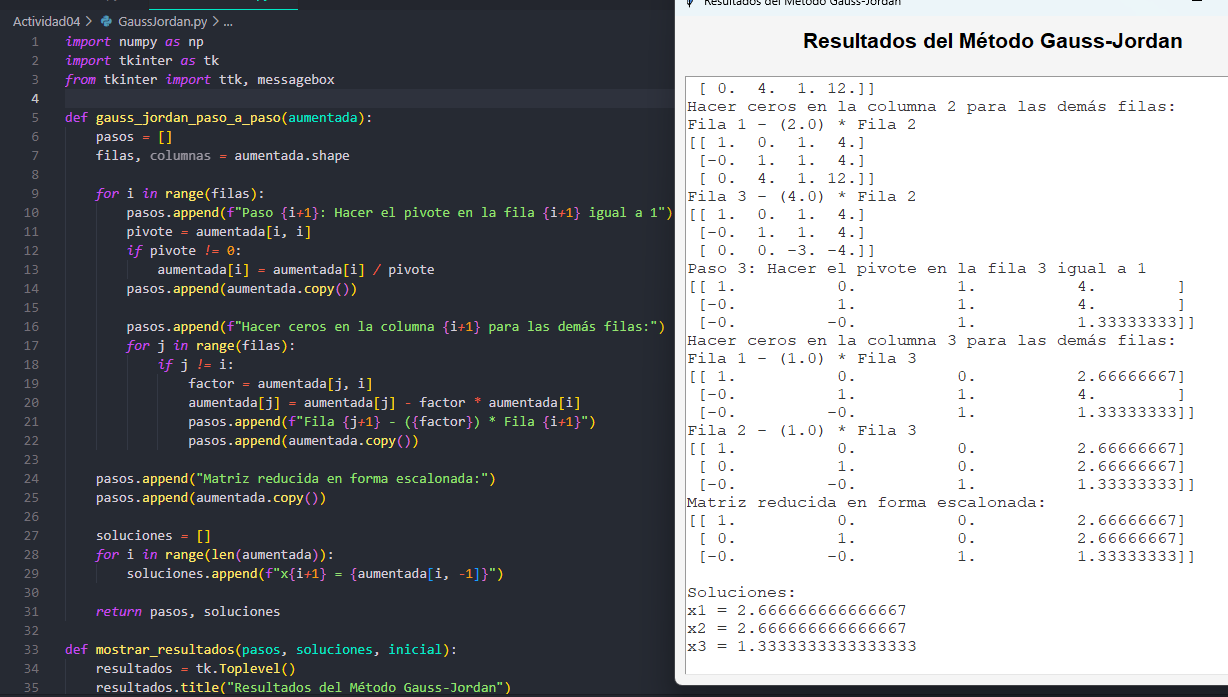 Actividad04 > GaussJordan.py > ...
1 import numpy as np
2 import tkinter as tk
3 from tkinter import ttk, messagebox
4
5 def gauss_jordan_paso_a_paso(aumentada):
6 pasos = []
7 filas, columnas = aumentada.shape
8
9 for i in range(filas):
10 pasos.append(f"Paso {i+1}: Hacer el pivote en la fila {i+1} igual a 1")
11 pivote = aumentada[i, i]
12 if pivote != 0:
13 aumentada[i] = aumentada[i] / pivote
14 pasos.append(aumentada.copy())
15
16 pasos.append(f"Hacer ceros en la columna {i+1} para las demás filas:")
17 for j in range(filas):
18 if j != i:
19 factor = aumentada[j, i]
20 aumentada[j] = aumentada[j] - factor * aumentada[i]
21 pasos.append(f"Fila {j+1} - ({factor}) * Fila {i+1}")
22 pasos.append(aumentada.copy())
23
24 pasos.append("Matriz reducida en forma escalonada:")
25 pasos.append(aumentada.copy())
26
27 soluciones = []
28 for i in range(len(aumentada)):
29 soluciones.append(f"x{i+1} = {aumentada[i, -1]}")
30
31 return pasos, soluciones
32
33 def mostrar_resultados(pasos, soluciones, inicial):
34 resultados = tk.Toplevel()
35 resultados.title("Resultados del Método Gauss-Jordan")
Resultados del Método Gauss-Jordan
Resultados del Método Gauss-Jordan
[ 0. 4. 1. 12.]]
Hacer ceros en la columna 2 para las demás filas:
Fila 1 - (2.0) * Fila 2
[[ 1. 0. 1. 4.]
[-0. 1. 1. 4.]
[ 0. 4. 1. 12.]]
Fila 3 - (4.0) * Fila 2
[[ 1. 0. 1. 4.]
[-0. 1. 1. 4.]
[ 0. 0. -3. -4.]]
Paso 3: Hacer el pivote en la fila 3 igual a 1
[[ 1. 0. 1. 4. ]
[-0. 1. 1. 4. ]
[-0. -0. 1. 1.33333333]]
Hacer ceros en la columna 3 para las demás filas:
Fila 1 - (1.0) * Fila 3
[[ 1. 0. 0. 2.66666667]
[-0. 1. 1. 4. ]
[-0. -0. 1. 1.33333333]]
Fila 2 - (1.0) * Fila 3
[[ 1. 0. 0. 2.66666667]
[ 0. 1. 0. 2.66666667]
[-0. -0. 1. 1.33333333]]
Matriz reducida en forma escalonada:
[[ 1. 0. 0. 2.66666667]
[ 0. 1. 0. 2.66666667]
[-0. -0. 1. 1.33333333]]
Soluciones:
x1 = 2.666666666666667
x2 = 2.666666666666667
x3 = 1.3333333333333333